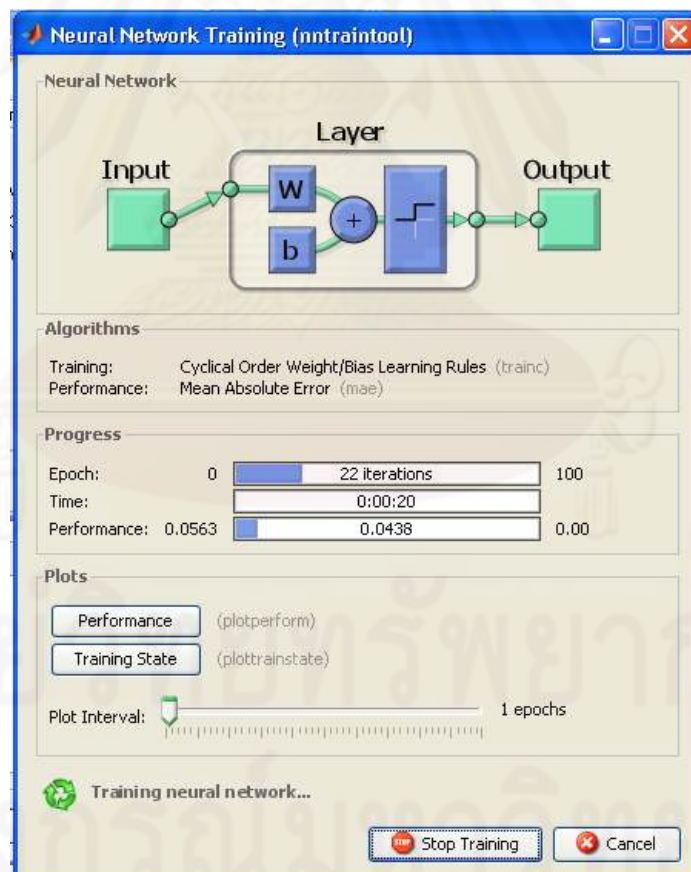 Neural Network Training (nntraintool)
Neural Network
Layer
Input
Output
W
b
+
Algorithms
Training: Cyclical Order Weight/Bias Learning Rules (trainc)
Performance: Mean Absolute Error (mae)
Progress
Epoch: 0 22 iterations 100
Time: 0:00:20
Performance: 0.0563 0.0438 0.00
Plots
Performance (plotperform)
Training State (plottrainstate)
Plot Interval: 1 epochs
Training neural network...
STOP Stop Training Cancel